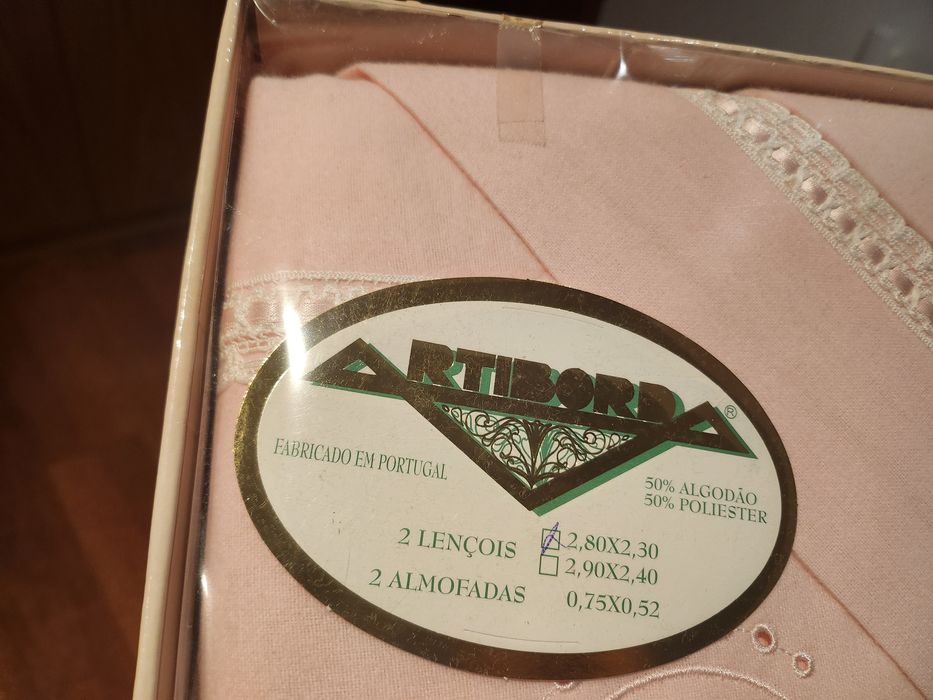 ARTIBORDA ®
FABRICADO EM PORTUGAL
50% ALGODÃO
50% POLIESTER
2 LENÇOIS
2,80X2,30
2,90X2,40
2 ALMOFADAS 0,75X0,52